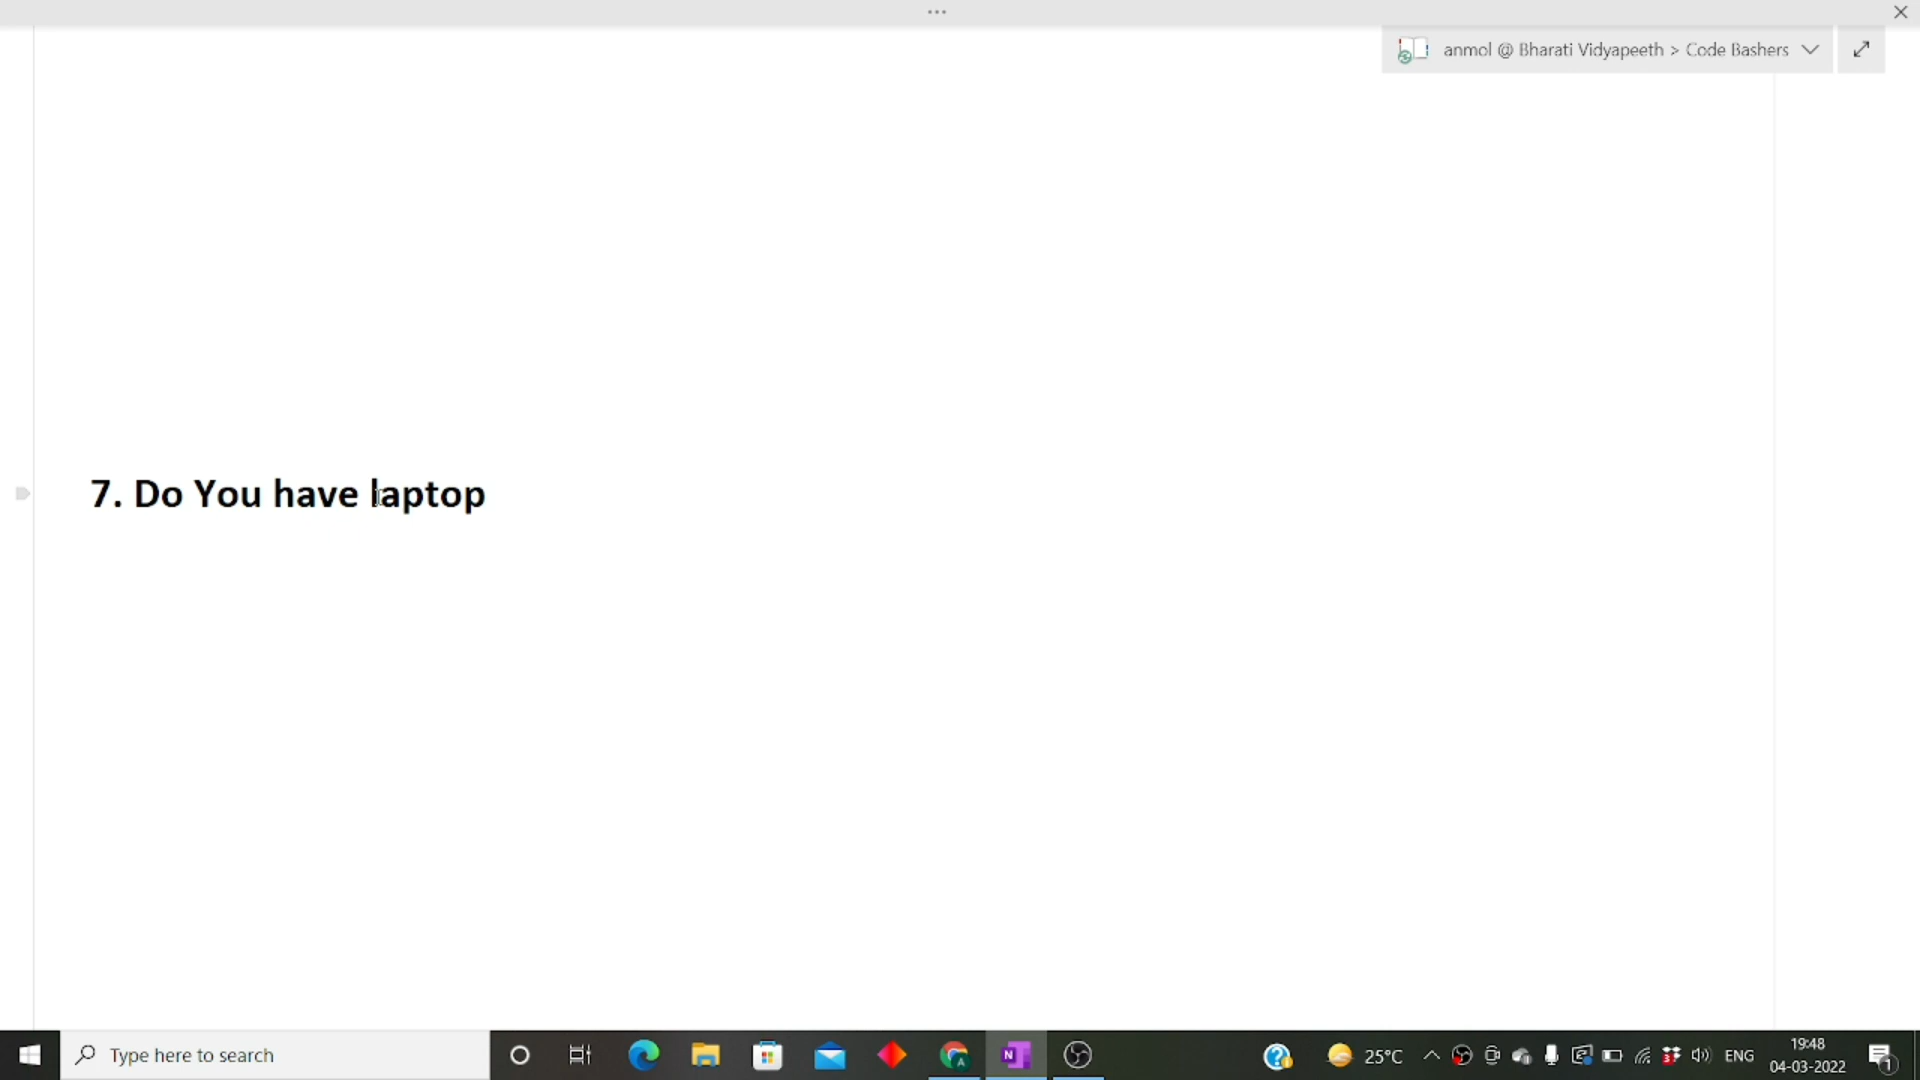 anmol @ Bharati Vidyapeeth > Code Bashers
7. Do You have laptop
Type here to search
25°C
ENG
19:48
04-03-2022
1